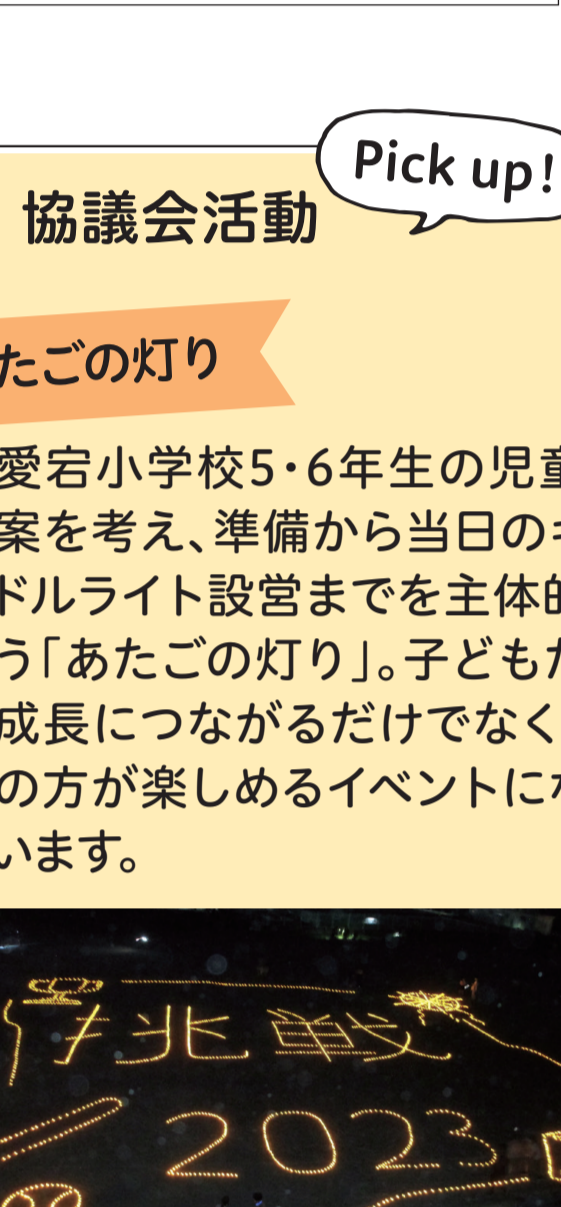 Pick up!
協議会活動
たごの灯り
愛宕小学校5・6年生の児童
案を考え、準備から当日のキ
ドルライト設営までを主体的
う「あたごの灯り」。子どもた
成長につながるだけでなく
の方が楽しめるイベントにな
います。
挑戦
2023